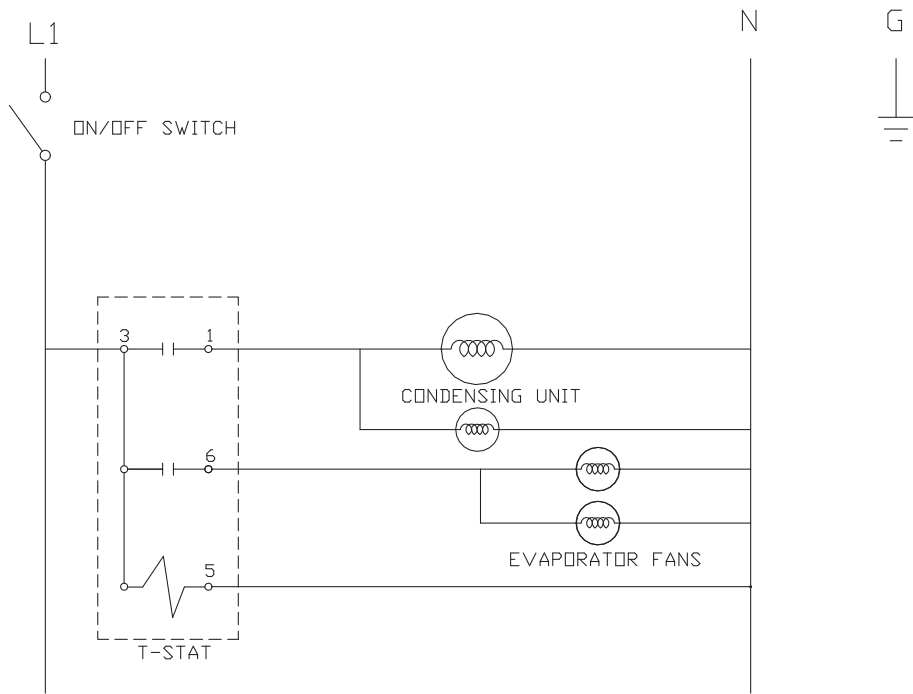 L1
N
G
ON/OFF SWITCH
3
1
CONDENSING UNIT
6
EVAPORATOR FANS
5
T-STAT